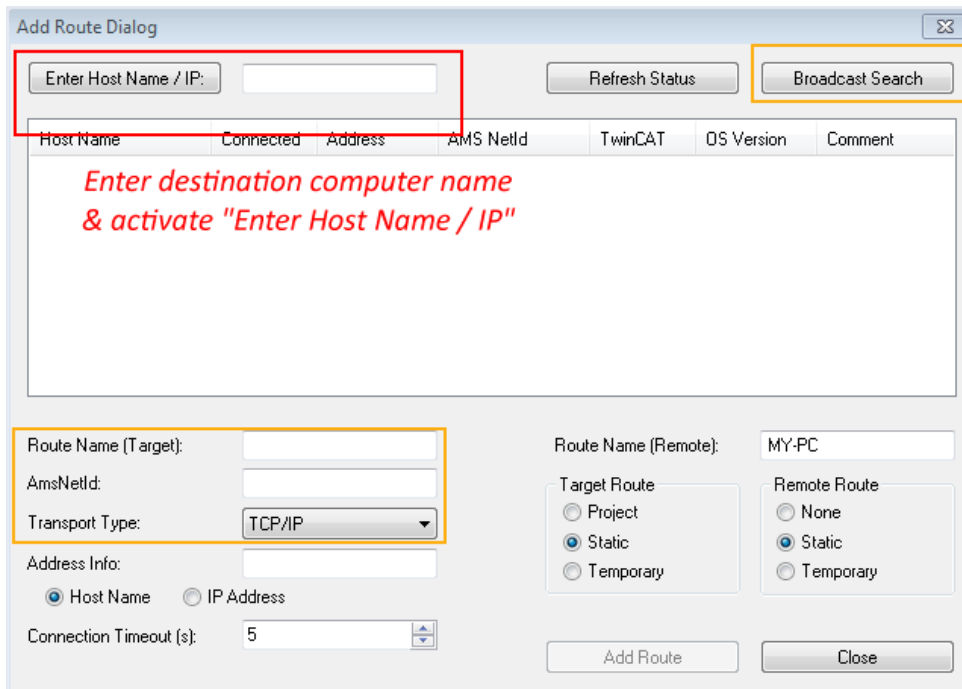 Add Route Dialog
Enter Host Name / IP:
Refresh Status
Broadcast Search
Host Name Connected Address AMS NetId TwinCAT OS Version Comment
Enter destination computer name
& activate "Enter Host Name / IP"
Route Name (Target):
AmsNetId:
Transport Type: TCP/IP
Address Info:
Host Name IP Address
Connection Timeout (s): 5
Route Name (Remote): MY-PC
Target Route
Project
Static
Temporary
Remote Route
None
Static
Temporary
Add Route
Close